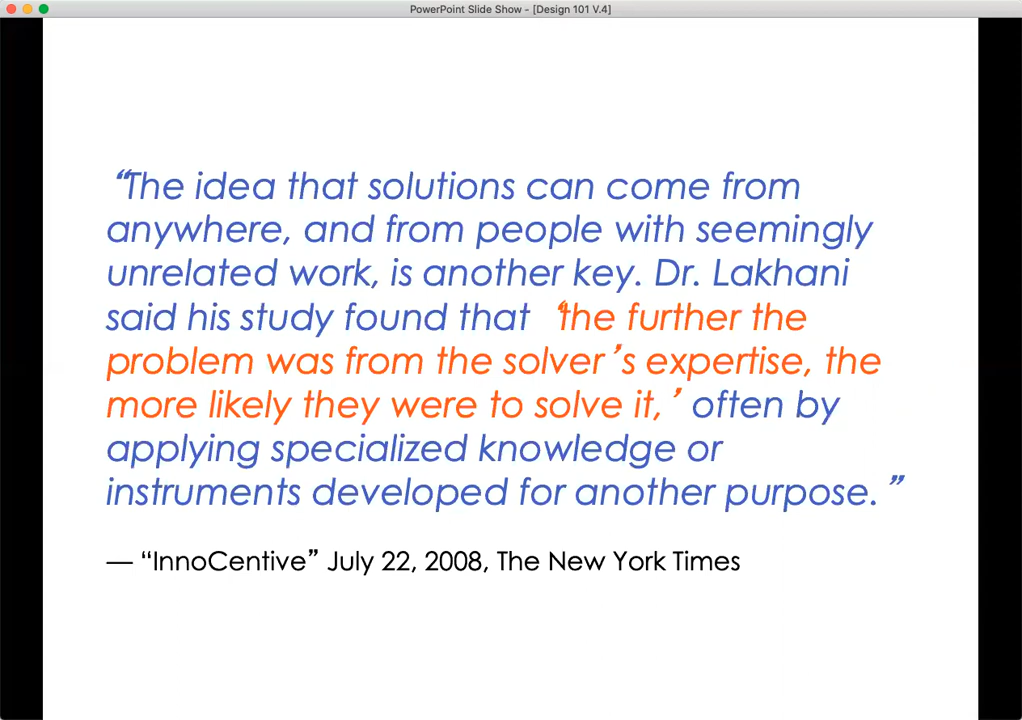 PowerPoint Slide Show - [Design 101 V.4]
“The idea that solutions can come from
anywhere, and from people with seemingly
unrelated work, is another key. Dr. Lakhani
said his study found that ‘the further the
problem was from the solver’s expertise, the
more likely they were to solve it,’ often by
applying specialized knowledge or
instruments developed for another purpose.”
— “InnoCentive” July 22, 2008, The New York Times